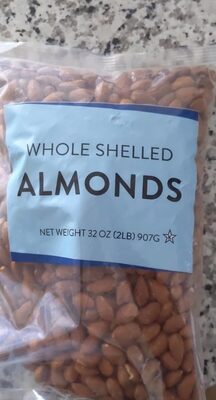 WHOLE SHELLED
ALMONDS
NET WEIGHT 32 OZ (2LB) 907G